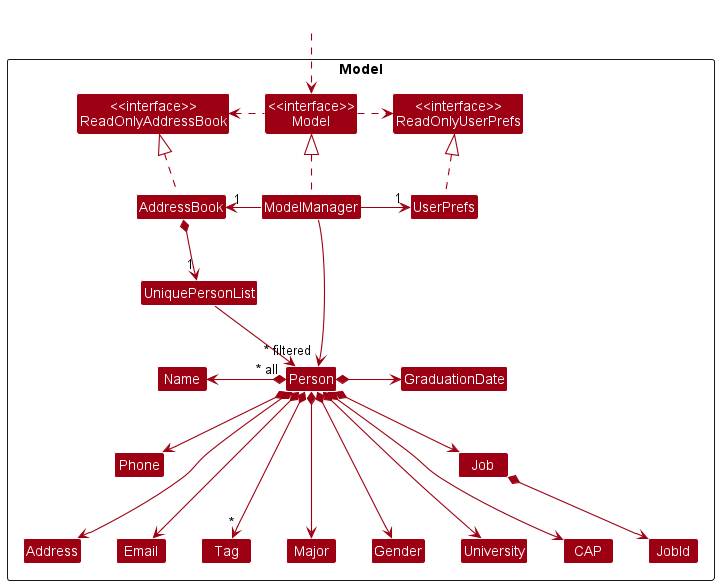 Model
<<interface>>
ReadOnlyAddressBook
<<interface>>
Model
<<interface>>
ReadOnlyUserPrefs
AddressBook
1
ModelManager
1
UserPrefs
1
UniquePersonList
* filtered
* all
Name
Person
GraduationDate
Phone
Job
*
Address
Email
Tag
Major
Gender
University
CAP
JobId